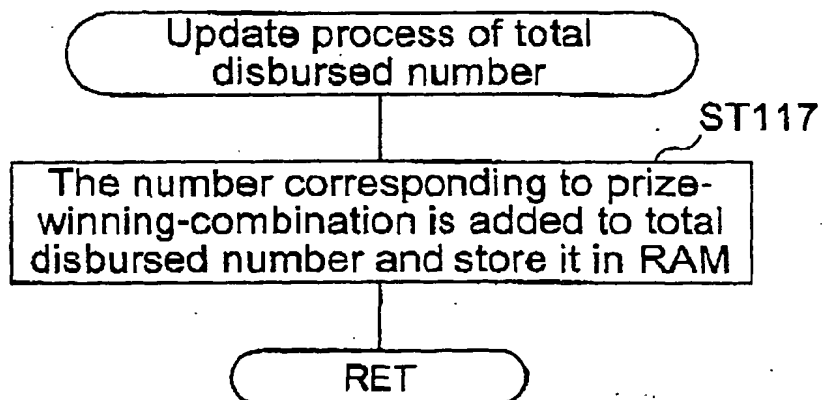 Update process of total
disbursed number
ST117
The number corresponding to prize-
winning-combination is added to total
disbursed number and store it in RAM
RET